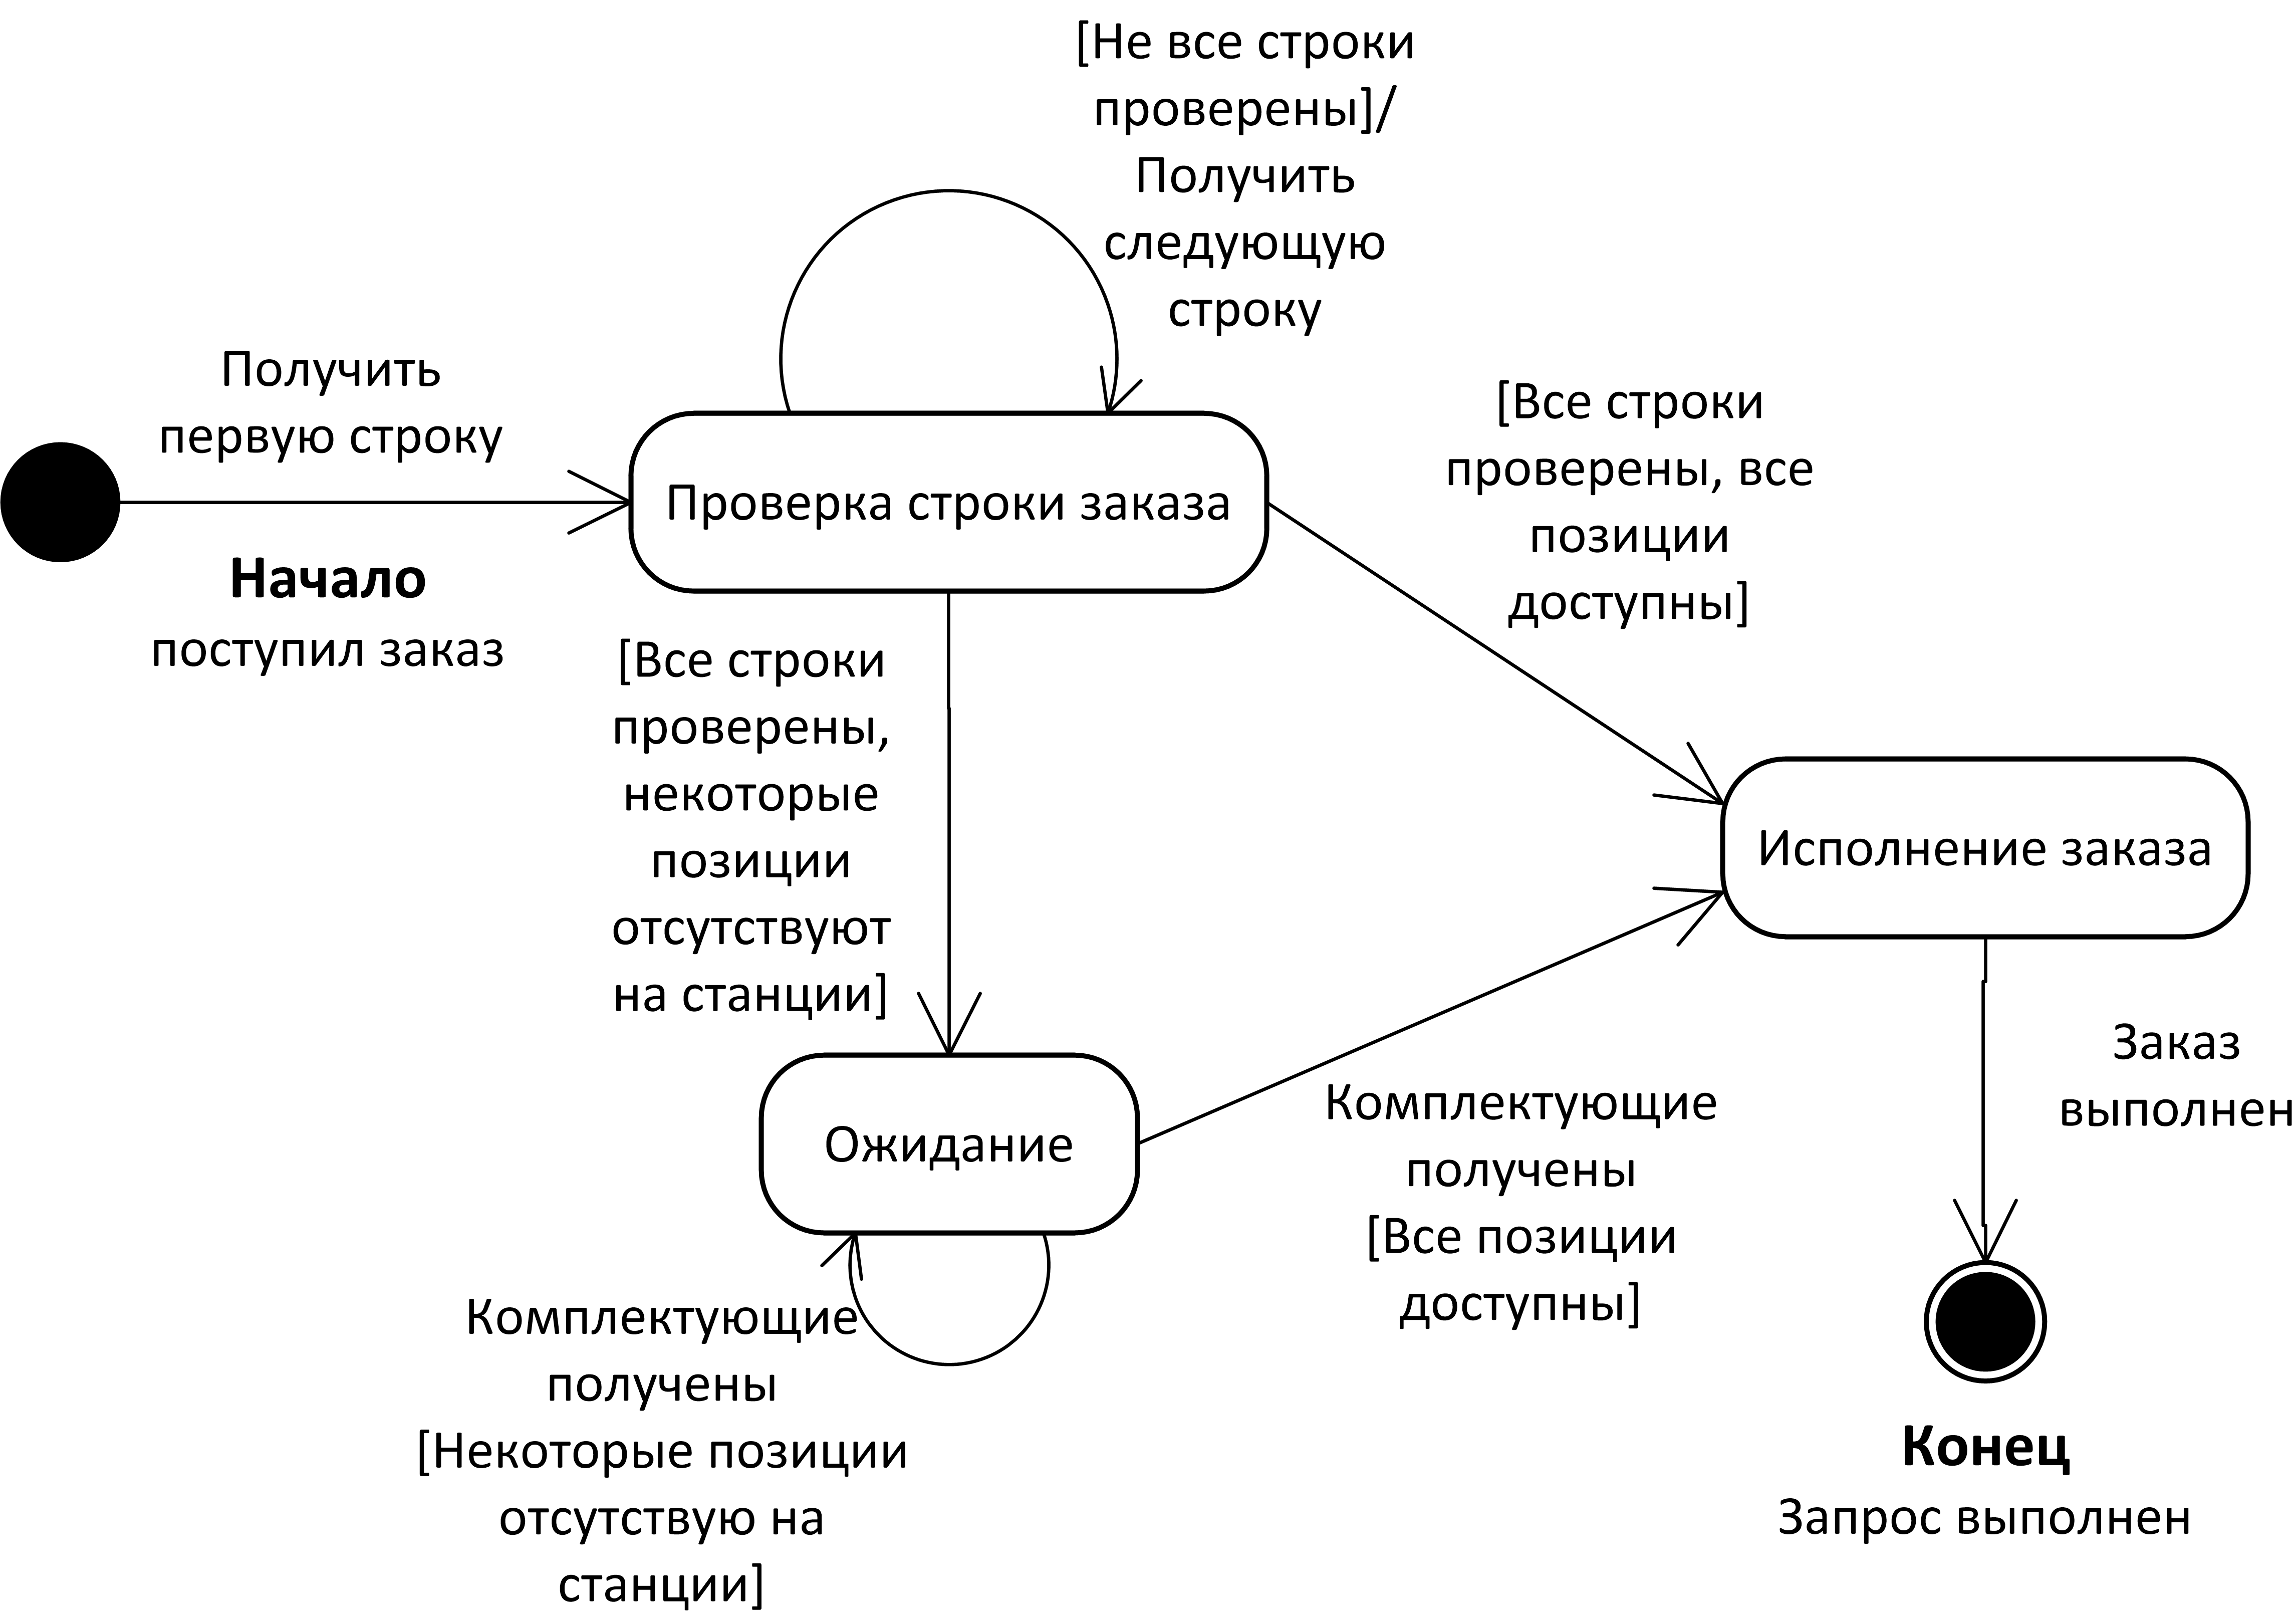 [Не все строки
проверены]/
Получить
следующую
строку
Получить
первую строку
Начало
поступил заказ
Проверка строки заказа
[Все строки
проверены, все
позиции
доступны]
[Все строки
проверены,
некоторые
позиции
отсутствуют
на станции]
Исполнение заказа
Ожидание
Комплектующие
получены
[Все позиции
доступны]
Заказ
выполнен
Комплектующие
получены
[Некоторые позиции
отсутствую на
станции]
Конец
Запрос выполнен